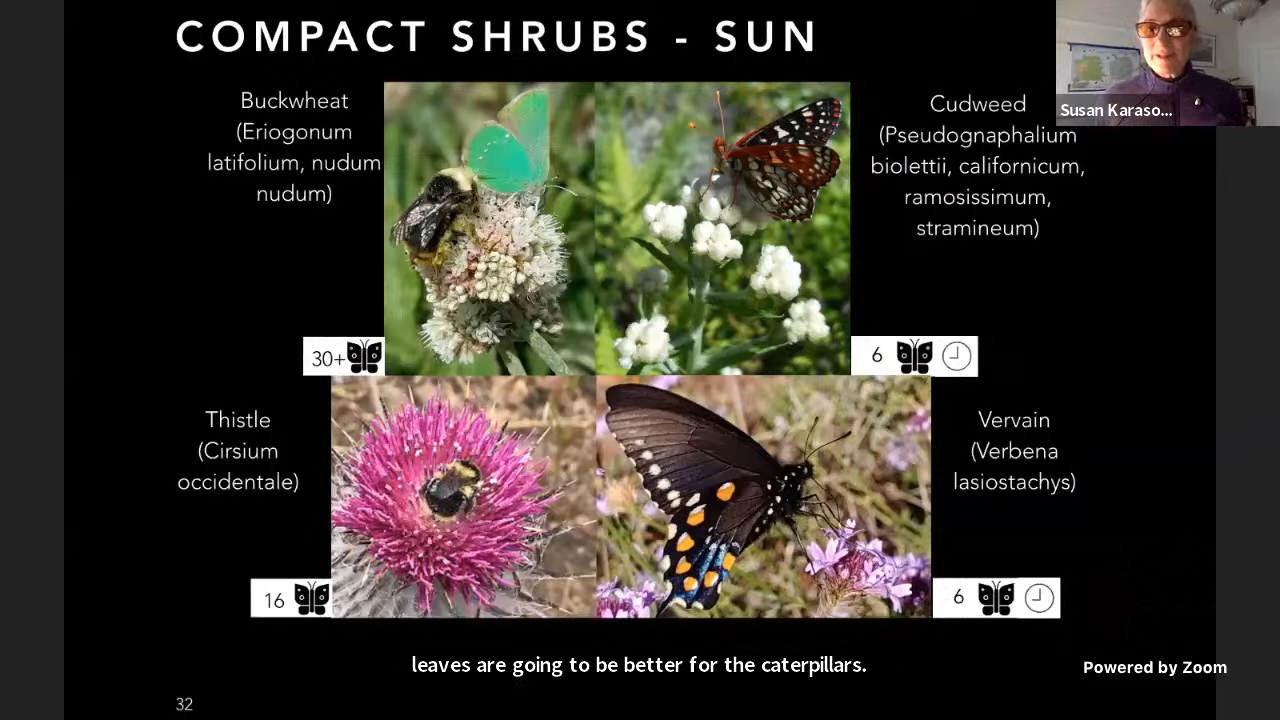 COMPACT SHRUBS - SUN
Susan Karaso...
Buckwheat
(Eriogonum
latifolium, nudum
nudum)
Cudweed
(Pseudognaphalium
biolettii, californicum,
ramosissimum,
stramineum)
30+
6
Thistle
(Cirsium
occidentale)
Vervain
(Verbena
lasiostachys)
16
6
leaves are going to be better for the caterpillars.
Powered by Zoom
32